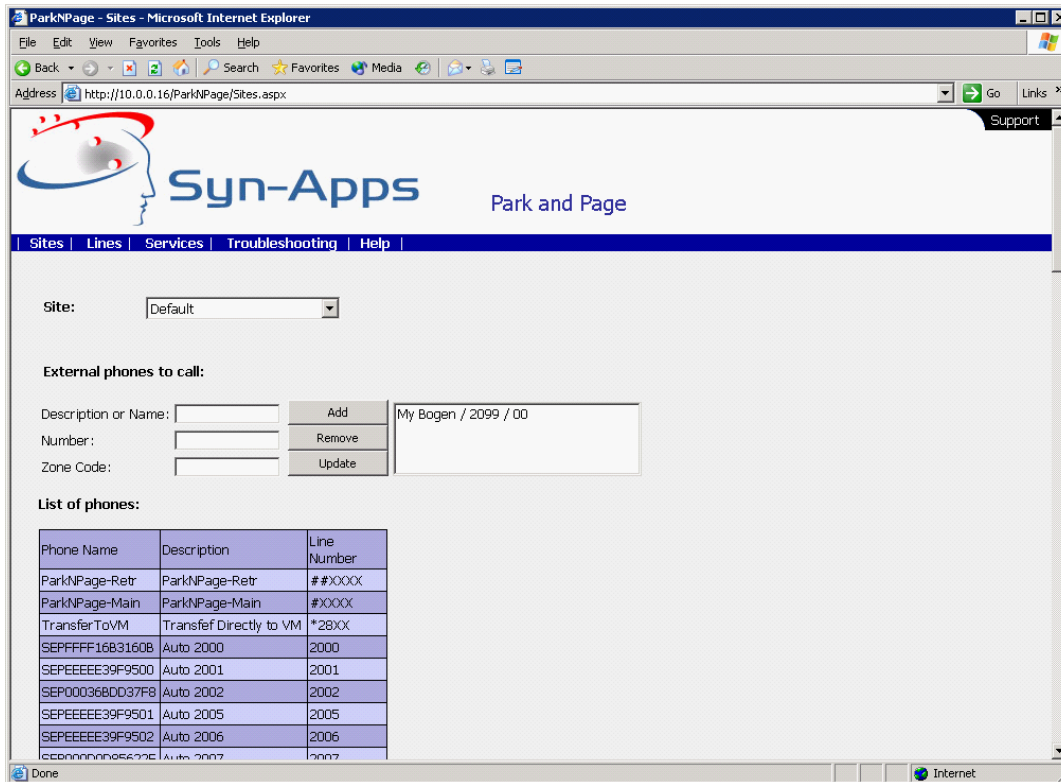 ParkNPage - Sites - Microsoft Internet Explorer
File Edit View Favorites Tools Help
Back Search Favorites Media
Address http://10.0.0.16/ParkNPage/Sites.aspx Go Links »
Support
Syn-Apps Park and Page
| Sites | Lines | Services | Troubleshooting | Help |
Site: Default
External phones to call:
Description or Name: Add My Bogen / 2099 / 00
Number: Remove
Zone Code: Update
List of phones:
Phone Name Description Line Number
ParkNPage-Retr ParkNPage-Retr ##XXXX
ParkNPage-Main ParkNPage-Main #XXXX
TransferToVM Transfef Directly to VM *28XX
SEPFFFF16B3160B Auto 2000 2000
SEPEEEEE39F9500 Auto 2001 2001
SEP00036BDD37F8 Auto 2002 2002
SEPEEEEE39F9501 Auto 2005 2005
SEPEEEEE39F9502 Auto 2006 2006
Auto 2007 2007
Done Internet